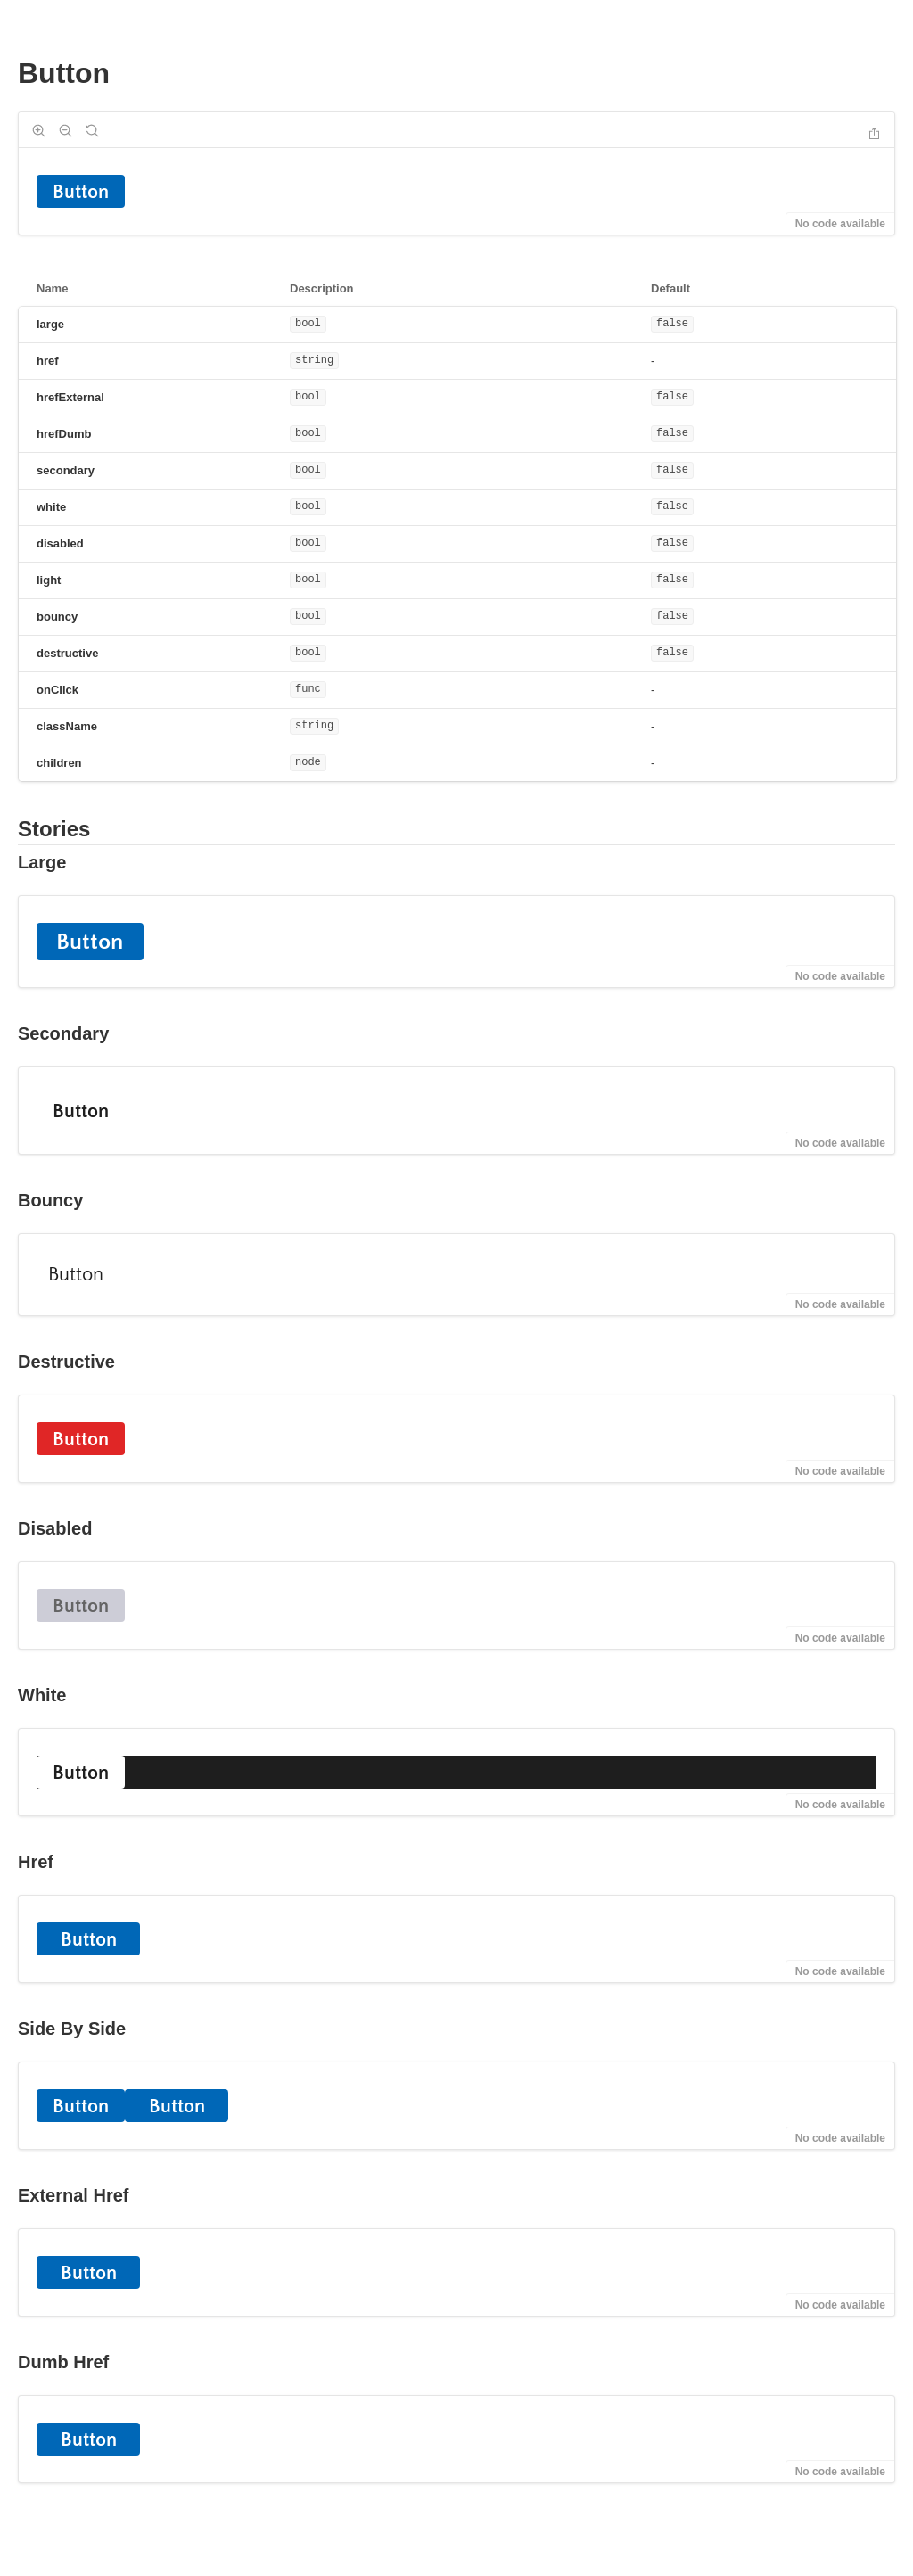 Button
Button
No code available
Name Description Default
large bool false
href string -
hrefExternal bool false
hrefDumb bool false
secondary bool false
white bool false
disabled bool false
light bool false
bouncy bool false
destructive bool false
onClick func -
className string -
children node -
Stories
Large
Button
No code available
Secondary
Button
No code available
Bouncy
Button
No code available
Destructive
Button
No code available
Disabled
Button
No code available
White
Button
No code available
Href
Button
No code available
Side By Side
Button Button
No code available
External Href
Button
No code available
Dumb Href
Button
No code available